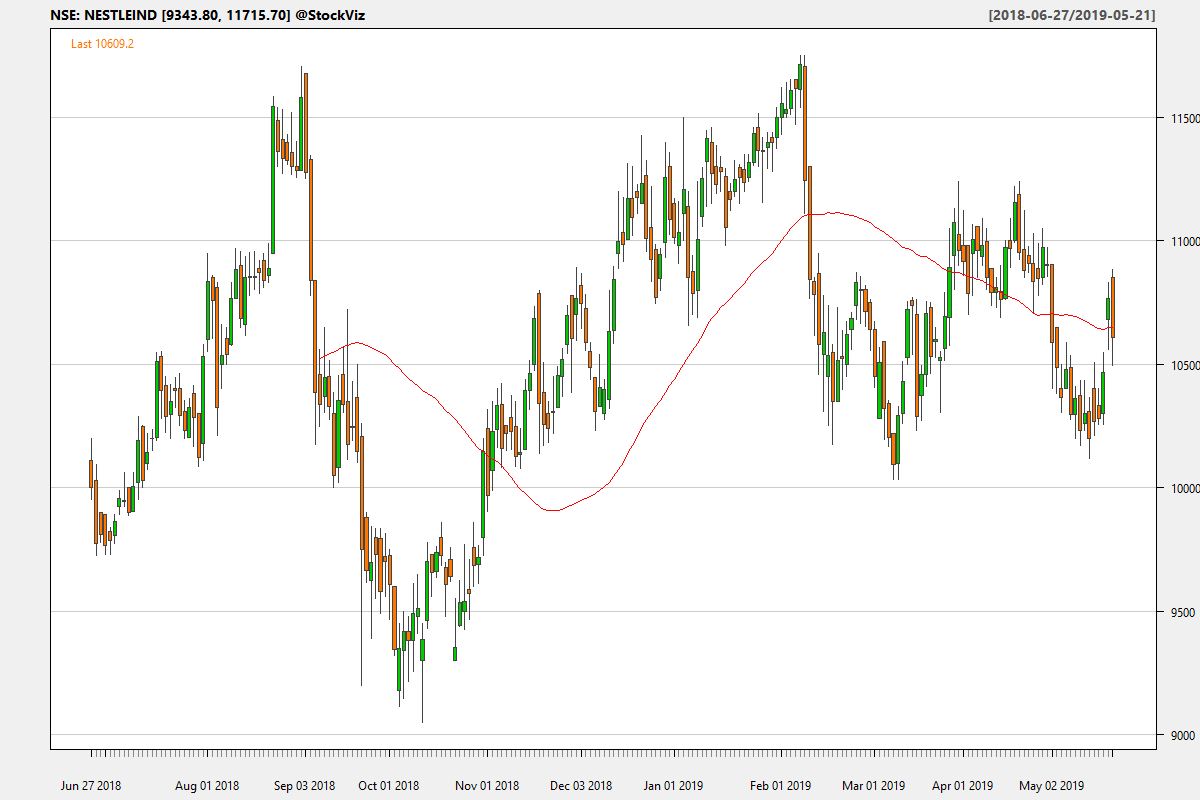 NSE: NESTLEIND [9343.80, 11715.70] @StockViz [2018-06-27/2019-05-21]
Last 10609.2
11500
11000
10500
10000
9500
9000
Jun 27 2018 Aug 01 2018 Sep 03 2018 Oct 01 2018 Nov 01 2018 Dec 03 2018 Jan 01 2019 Feb 01 2019 Mar 01 2019 Apr 01 2019 May 02 2019